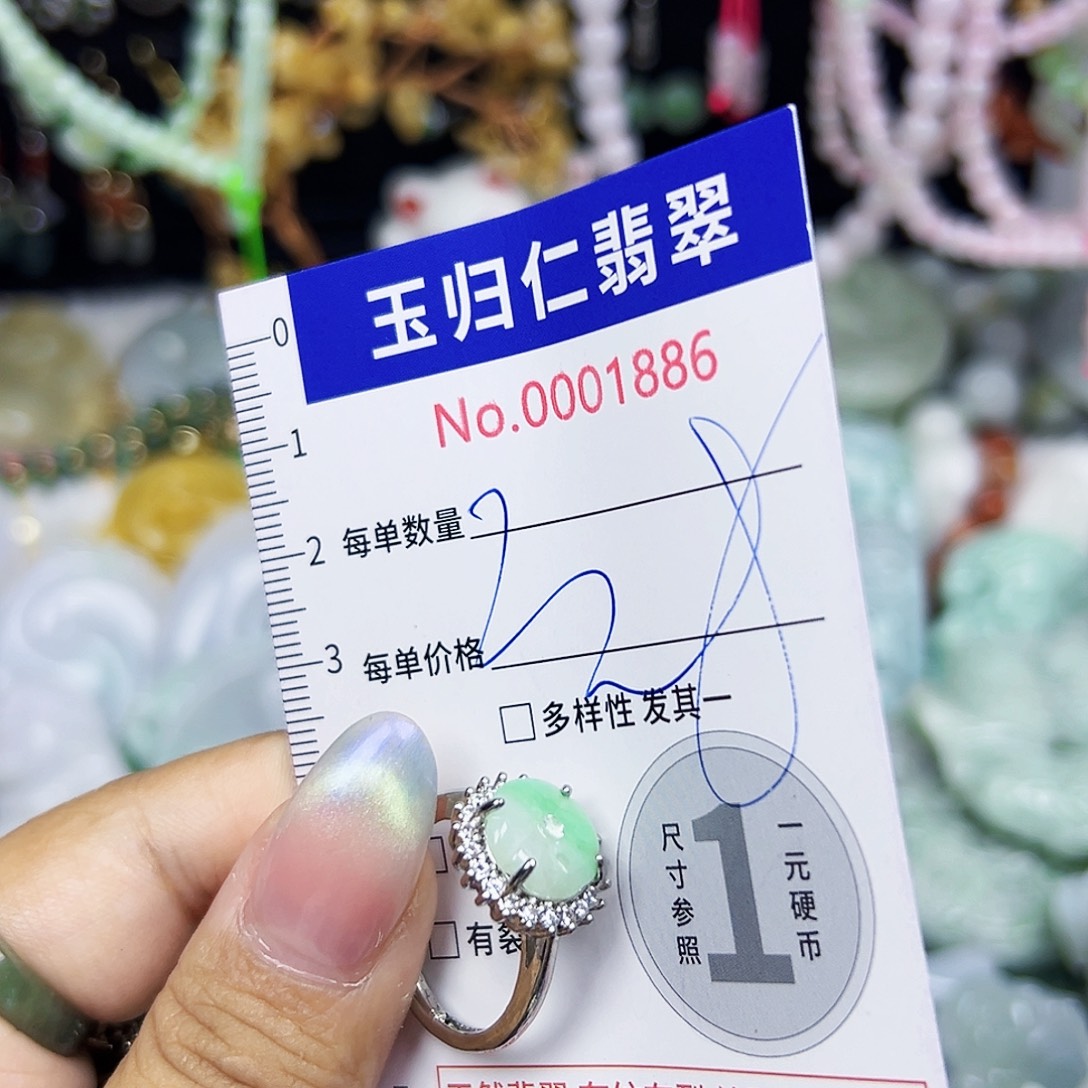 玉归仁翡翠
No.0001886
0
1
2
3
每单数量
每单价格
多样性 发其一
有裂
尺寸参照
1
一元硬币